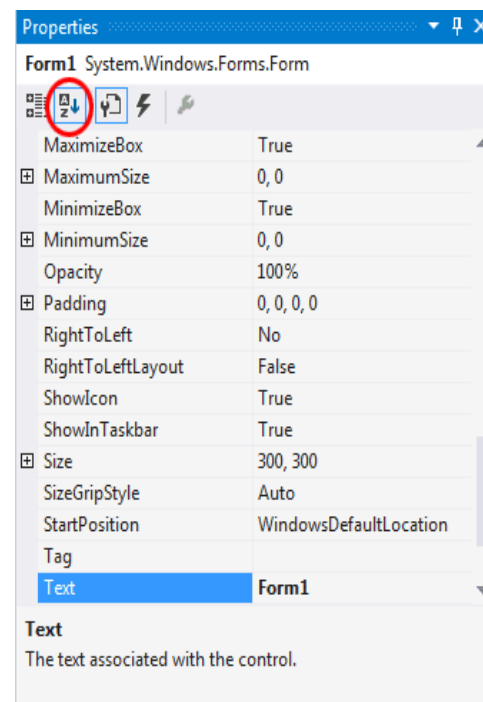 Properties
Form1 System.Windows.Forms.Form
MaximizeBox True
MaximumSize 0, 0
MinimizeBox True
MinimumSize 0, 0
Opacity 100%
Padding 0, 0, 0, 0
RightToLeft No
RightToLeftLayout False
ShowIcon True
ShowInTaskbar True
Size 300, 300
SizeGripStyle Auto
StartPosition WindowsDefaultLocation
Tag
Text Form1
Text
The text associated with the control.